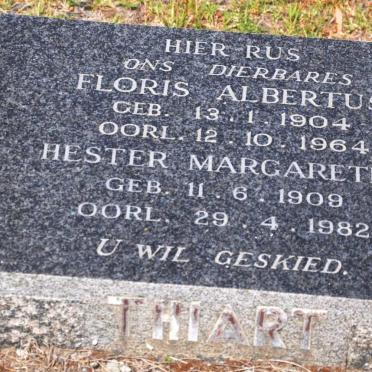 HIER RUS
ONS DIERBARES
FLORIS ALBERTUS
GEB. 13.1.1904
OORL. 12.10.1964
HESTER
GEB. 11.6.1909
OORL. 29.4.1982
U WIL GESKIED.
THIART